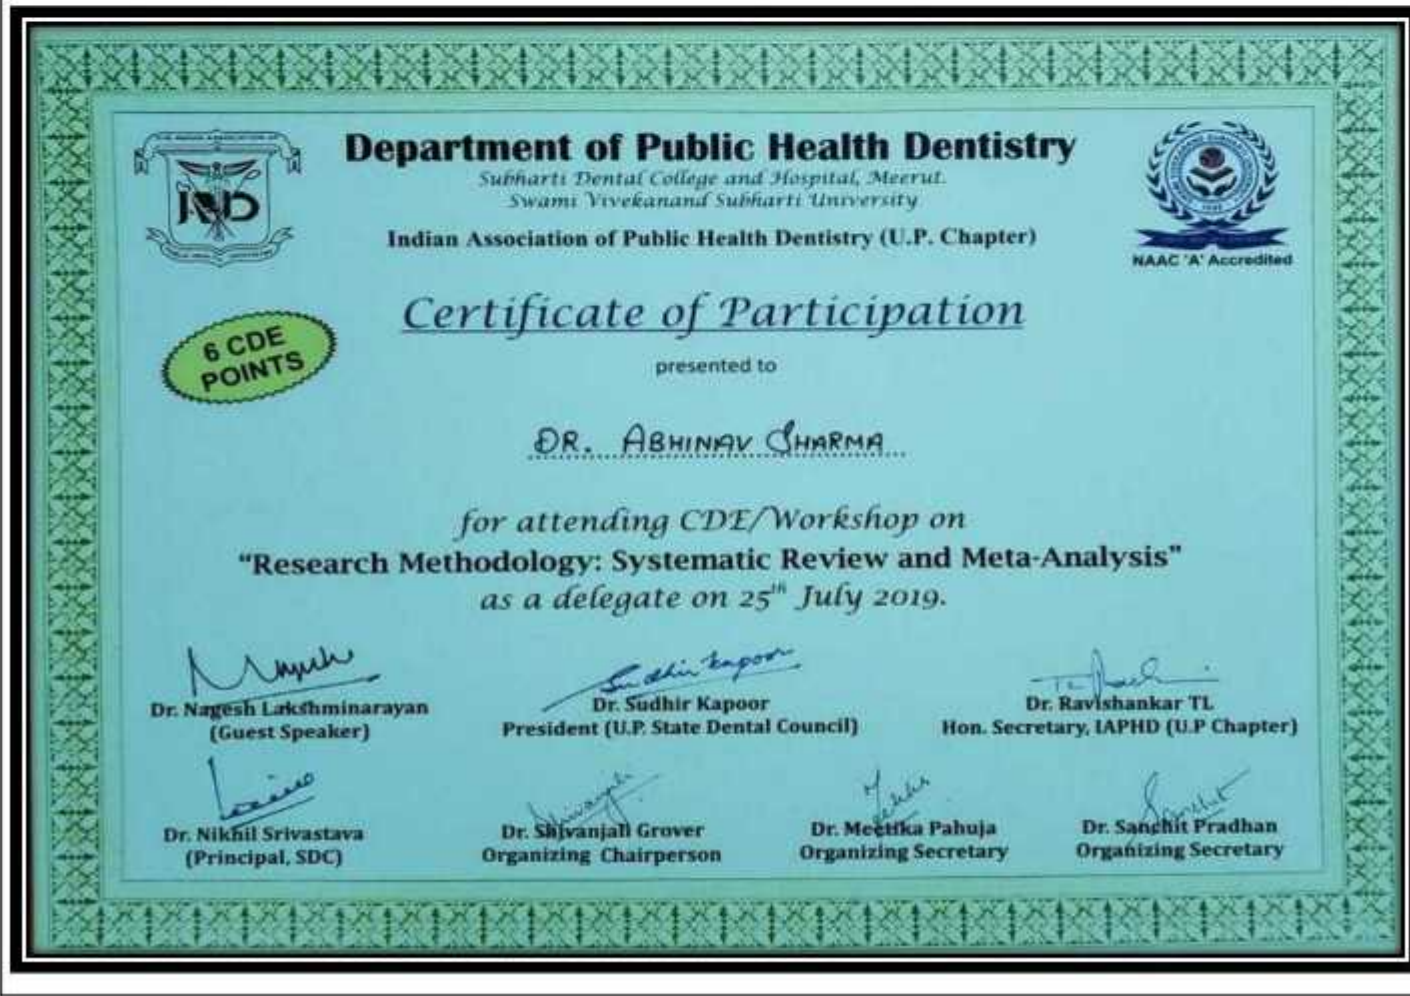 Department of Public Health Dentistry
Subharti Dental College and Hospital, Meerut.
Swami Vivekanand Subharti University
Indian Association of Public Health Dentistry (U.P. Chapter)
NAAC 'A' Accredited
Certificate of Participation
6 CDE
POINTS
presented to
DR. ABHINAV SHARMA
for attending CDE/Workshop on
"Research Methodology: Systematic Review and Meta-Analysis"
as a delegate on 25th July 2019.
Sudhir Kapoor
Dr. Nagesh Lakshminarayan
(Guest Speaker)
Dr. Sudhir Kapoor
President (U.P. State Dental Council)
Dr. Ravishankar TL
Hon. Secretary, IAPHD (U.P Chapter)
Dr. Nikhil Srivastava
(Principal, SDC)
Dr. Shivanjali Grover
Organizing Chairperson
Dr. Meetika Pahuja
Organizing Secretary
Dr. Sanchit Pradhan
Organizing Secretary